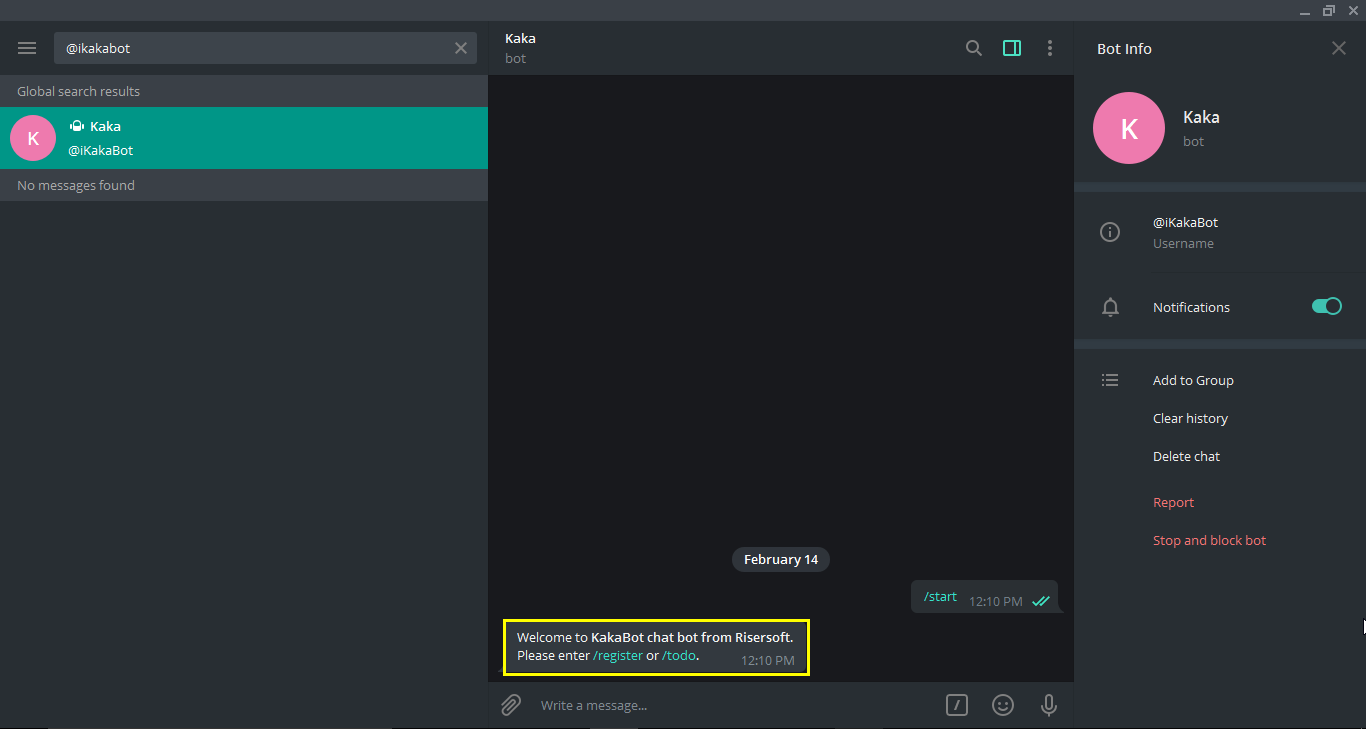 @ikakabot
Global search results
K
Kaka
@iKakaBot
No messages found
Kaka
bot
February 14
/start 12:10 PM
Welcome to KakaBot chat bot from Risersoft.
Please enter /register or /todo.
12:10 PM
Write a message...
Bot Info
K
Kaka
bot
@iKakaBot
Username
Notifications
Add to Group
Clear history
Delete chat
Report
Stop and block bot